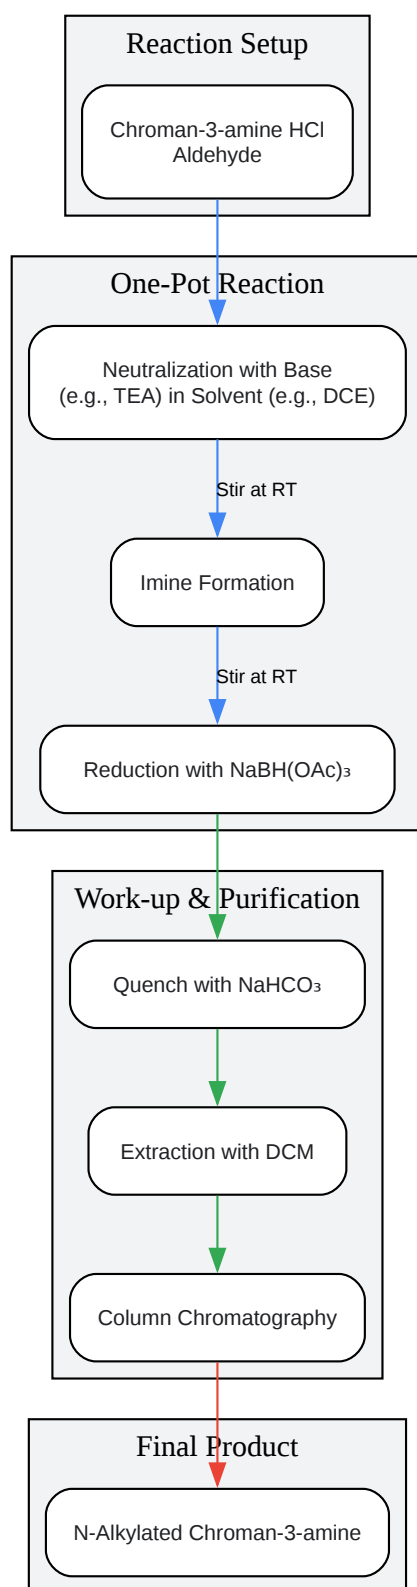 Reaction Setup
Chroman-3-amine HCl
Aldehyde
One-Pot Reaction
Neutralization with Base
(e.g., TEA) in Solvent (e.g., DCE)
Stir at RT
Imine Formation
Stir at RT
Reduction with NaBH(OAc)₃
Work-up & Purification
Quench with NaHCO₃
Extraction with DCM
Column Chromatography
Final Product
N-Alkylated Chroman-3-amine